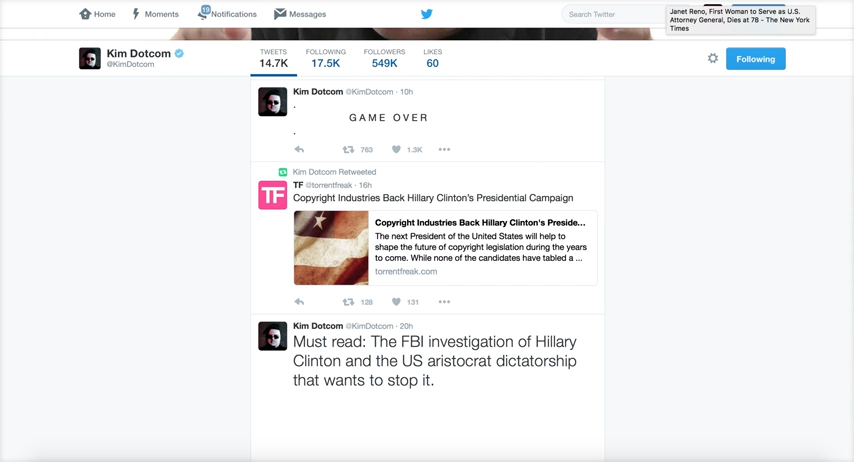 Home
Moments
19
Notifications
Messages
Search Twitter
Janet Reno, First Woman to Serve as U.S.
Attorney General, Dies at 78 - The New York
Times
Kim Dotcom
@KimDotcom
TWEETS
14.7K
FOLLOWING
17.5K
FOLLOWERS
549K
LIKES
60
Following
Kim Dotcom @KimDotcom · 10h
.
GAME OVER
.
763
1.3K
Kim Dotcom Retweeted
TF
TF @torrentfreak · 16h
Copyright Industries Back Hillary Clinton's Presidential Campaign
Copyright Industries Back Hillary Clinton's Preside...
The next President of the United States will help to
shape the future of copyright legislation during the years
to come. While none of the candidates have tabled a ...
torrentfreak.com
128
131
Kim Dotcom @KimDotcom · 20h
Must read: The FBI investigation of Hillary
Clinton and the US aristocrat dictatorship
that wants to stop it.